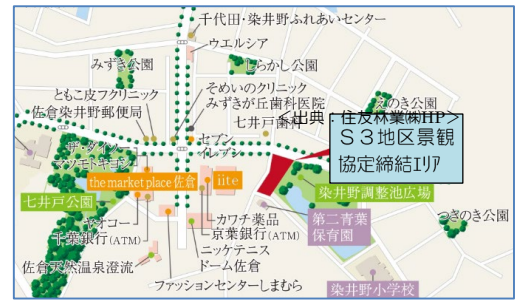 千代田・染井野ふれあいセンター
ウエルシア
みずき公園
しらかし公園
ともこ皮フクリニック
佐倉染井野郵便局
そめいのクリニック
みずきが丘歯科医院
七井戸歯科
えのき公園
<出典：住友林業㈱HP>
S3地区景観
協定締結エリア
ザ・ダイソー
マツモトキヨシ
セブン
イレブン
the market place 佐倉
iite
七井戸公園
染井野調整池広場
ヤオコー
千葉銀行(ATM)
カワチ薬品
京葉銀行(ATM)
第二青葉
保育園
つきのき公園
ニッケテニス
ドーム佐倉
佐倉天然温泉澄流
ファッションセンターしまむら
染井野小学校